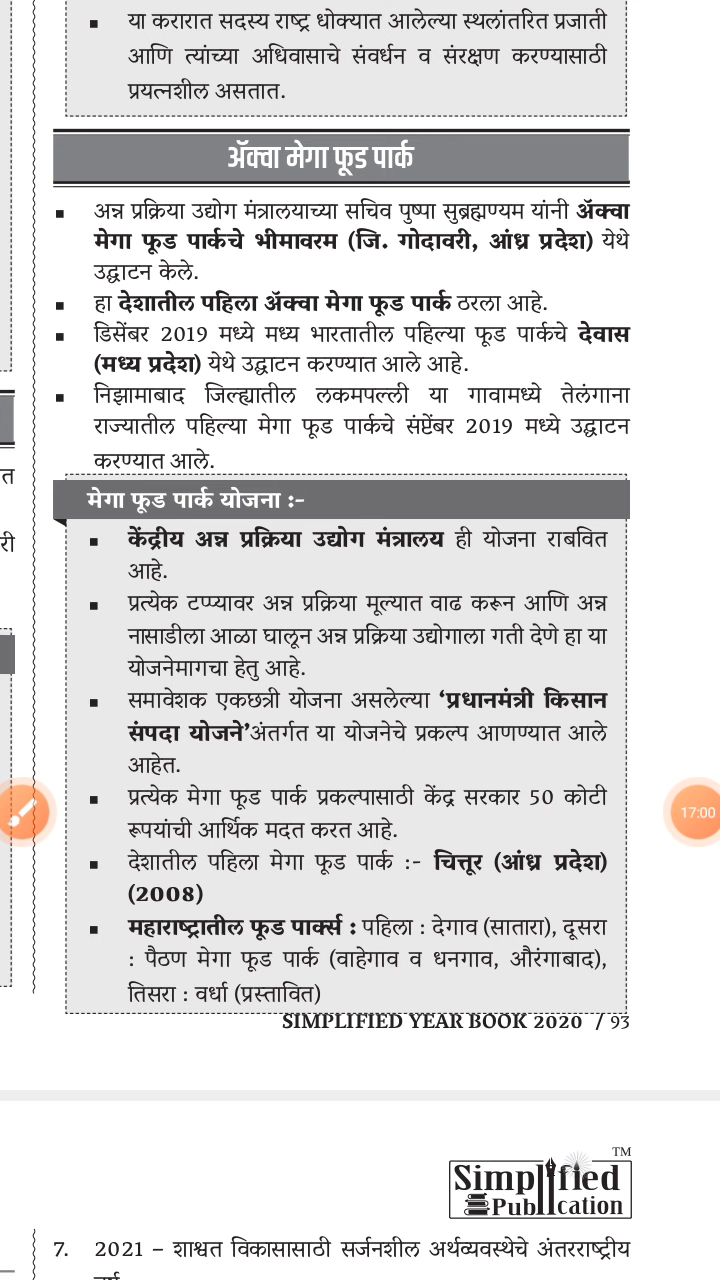 ▪ या करारात सदस्य राष्ट्र धोक्यात आलेल्या स्थलांतरित प्रजाती
आणि त्यांच्या अधिवासाचे संवर्धन व संरक्षण करण्यासाठी
प्रयत्नशील असतात.
ॲक्वा मेगा फूड पार्क
▪ अन्न प्रक्रिया उद्योग मंत्रालयाच्या सचिव पुष्पा सुब्रह्मण्यम यांनी ॲक्वा
मेगा फूड पार्कचे भीमावरम (जि. गोदावरी, आंध्र प्रदेश) येथे
उद्घाटन केले.
▪ हा देशातील पहिला ॲक्वा मेगा फूड पार्क ठरला आहे.
▪ डिसेंबर 2019 मध्ये मध्य भारतातील पहिल्या फूड पार्कचे देवास
(मध्य प्रदेश) येथे उद्घाटन करण्यात आले आहे.
▪ निझामाबाद जिल्ह्यातील लकमपल्ली या गावामध्ये तेलंगाना
राज्यातील पहिल्या मेगा फूड पार्कचे संप्टेंबर 2019 मध्ये उद्घाटन
करण्यात आले.
त
मेगा फूड पार्क योजना :-
▪ केंद्रीय अन्न प्रक्रिया उद्योग मंत्रालय ही योजना राबवित
री
आहे.
▪ प्रत्येक टप्प्यावर अन्न प्रक्रिया मूल्यात वाढ करून आणि अन्न
नासाडीला आळा घालून अन्न प्रक्रिया उद्योगाला गती देणे हा या
योजनेमागचा हेतु आहे.
▪ समावेशक एकछत्री योजना असलेल्या ‘प्रधानमंत्री किसान
संपदा योजने’अंतर्गत या योजनेचे प्रकल्प आणण्यात आले
आहेत.
▪ प्रत्येक मेगा फूड पार्क प्रकल्पासाठी केंद्र सरकार 50 कोटी
रूपयांची आर्थिक मदत करत आहे.
17:00
▪ देशातील पहिला मेगा फूड पार्क :- चित्तूर (आंध्र प्रदेश)
(2008)
▪ महाराष्ट्रातील फूड पार्क्स : पहिला : देगाव (सातारा), दूसरा
: पैठण मेगा फूड पार्क (वाहेगाव व धनगाव, औरंगाबाद),
तिसरा : वर्धा (प्रस्तावित)
SIMPLIFIED YEAR BOOK 2020 / 93
TM
Simplified
Publication
7. 2021 – शाश्वत विकासासाठी सर्जनशील अर्थव्यवस्थेचे अंतरराष्ट्रीय